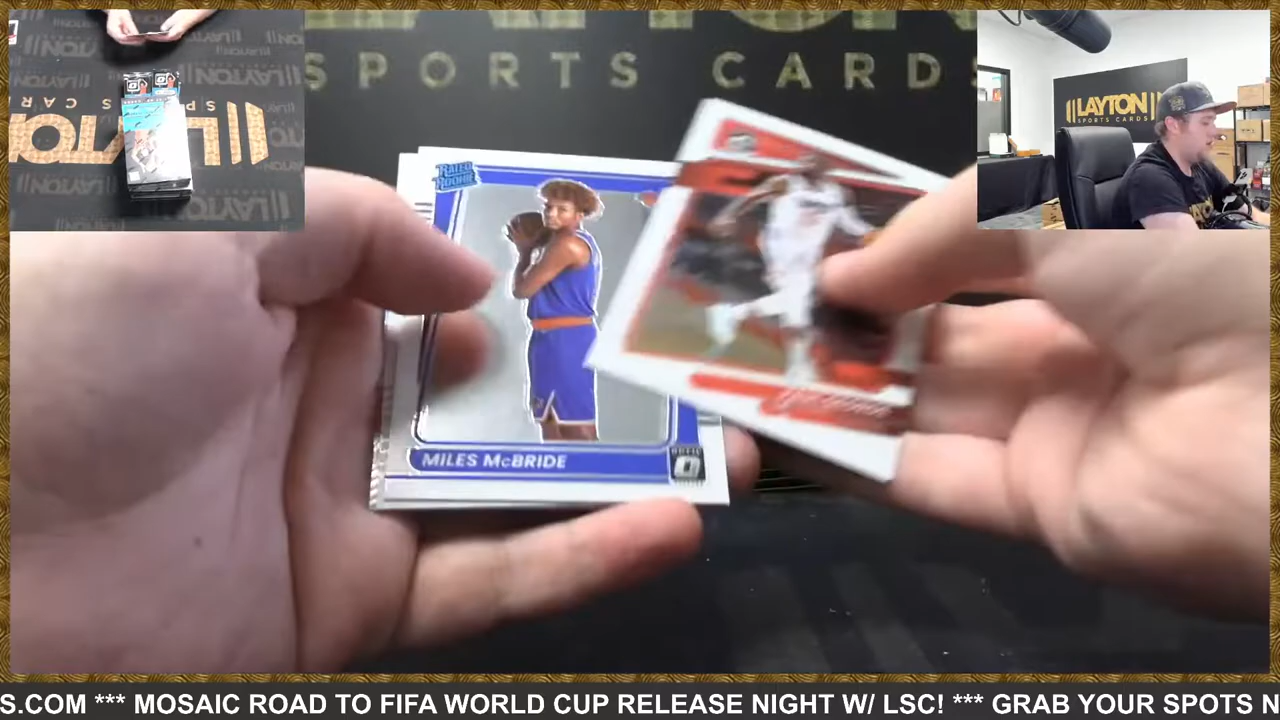 SPORTS CARDS
LAYTON
LAYTON
SPORTS CARDS
RATED
ROOKIE
MILES McBRIDE
S.COM *** MOSAIC ROAD TO FIFA WORLD CUP RELEASE NIGHT W/ LSC! *** GRAB YOUR SPOTS N